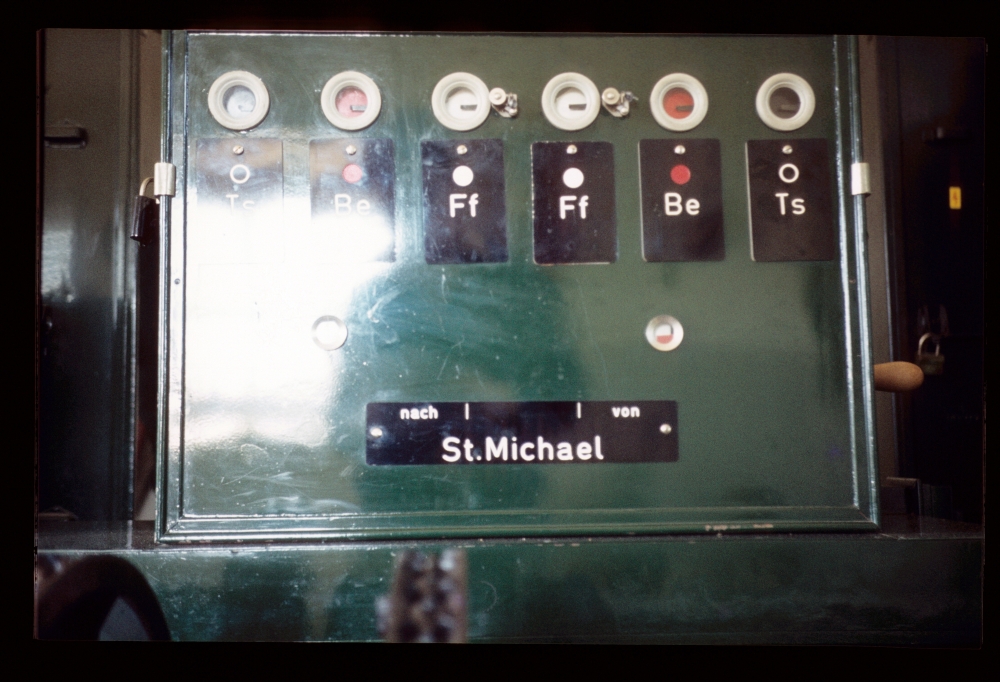 Ts Be Ff Ff Be Ts
nach | | von
St.Michael